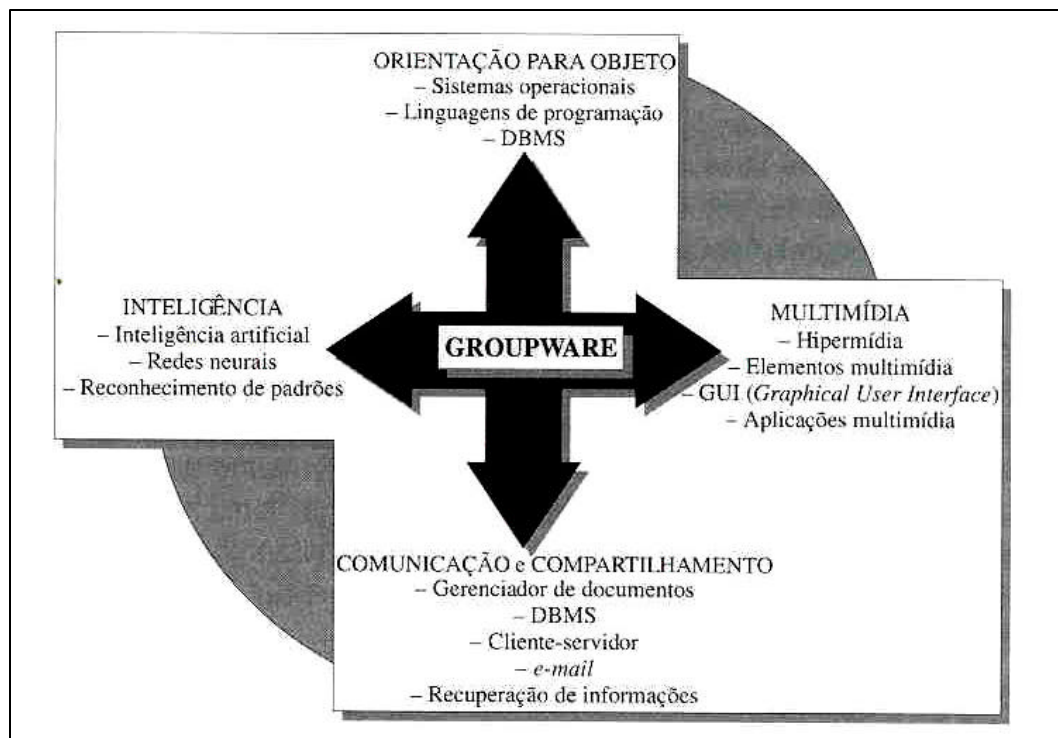 ORIENTAÇÃO PARA OBJETO
– Sistemas operacionais
– Linguagens de programação
– DBMS
INTELIGÊNCIA
– Inteligência artificial
– Redes neurais
– Reconhecimento de padrões
GROUPWARE
MULTIMÍDIA
– Hipermídia
– Elementos multimídia
– GUI (Graphical User Interface)
– Aplicações multimídia
COMUNICAÇÃO e COMPARTILHAMENTO
– Gerenciador de documentos
– DBMS
– Cliente-servidor
– e-mail
– Recuperação de informações